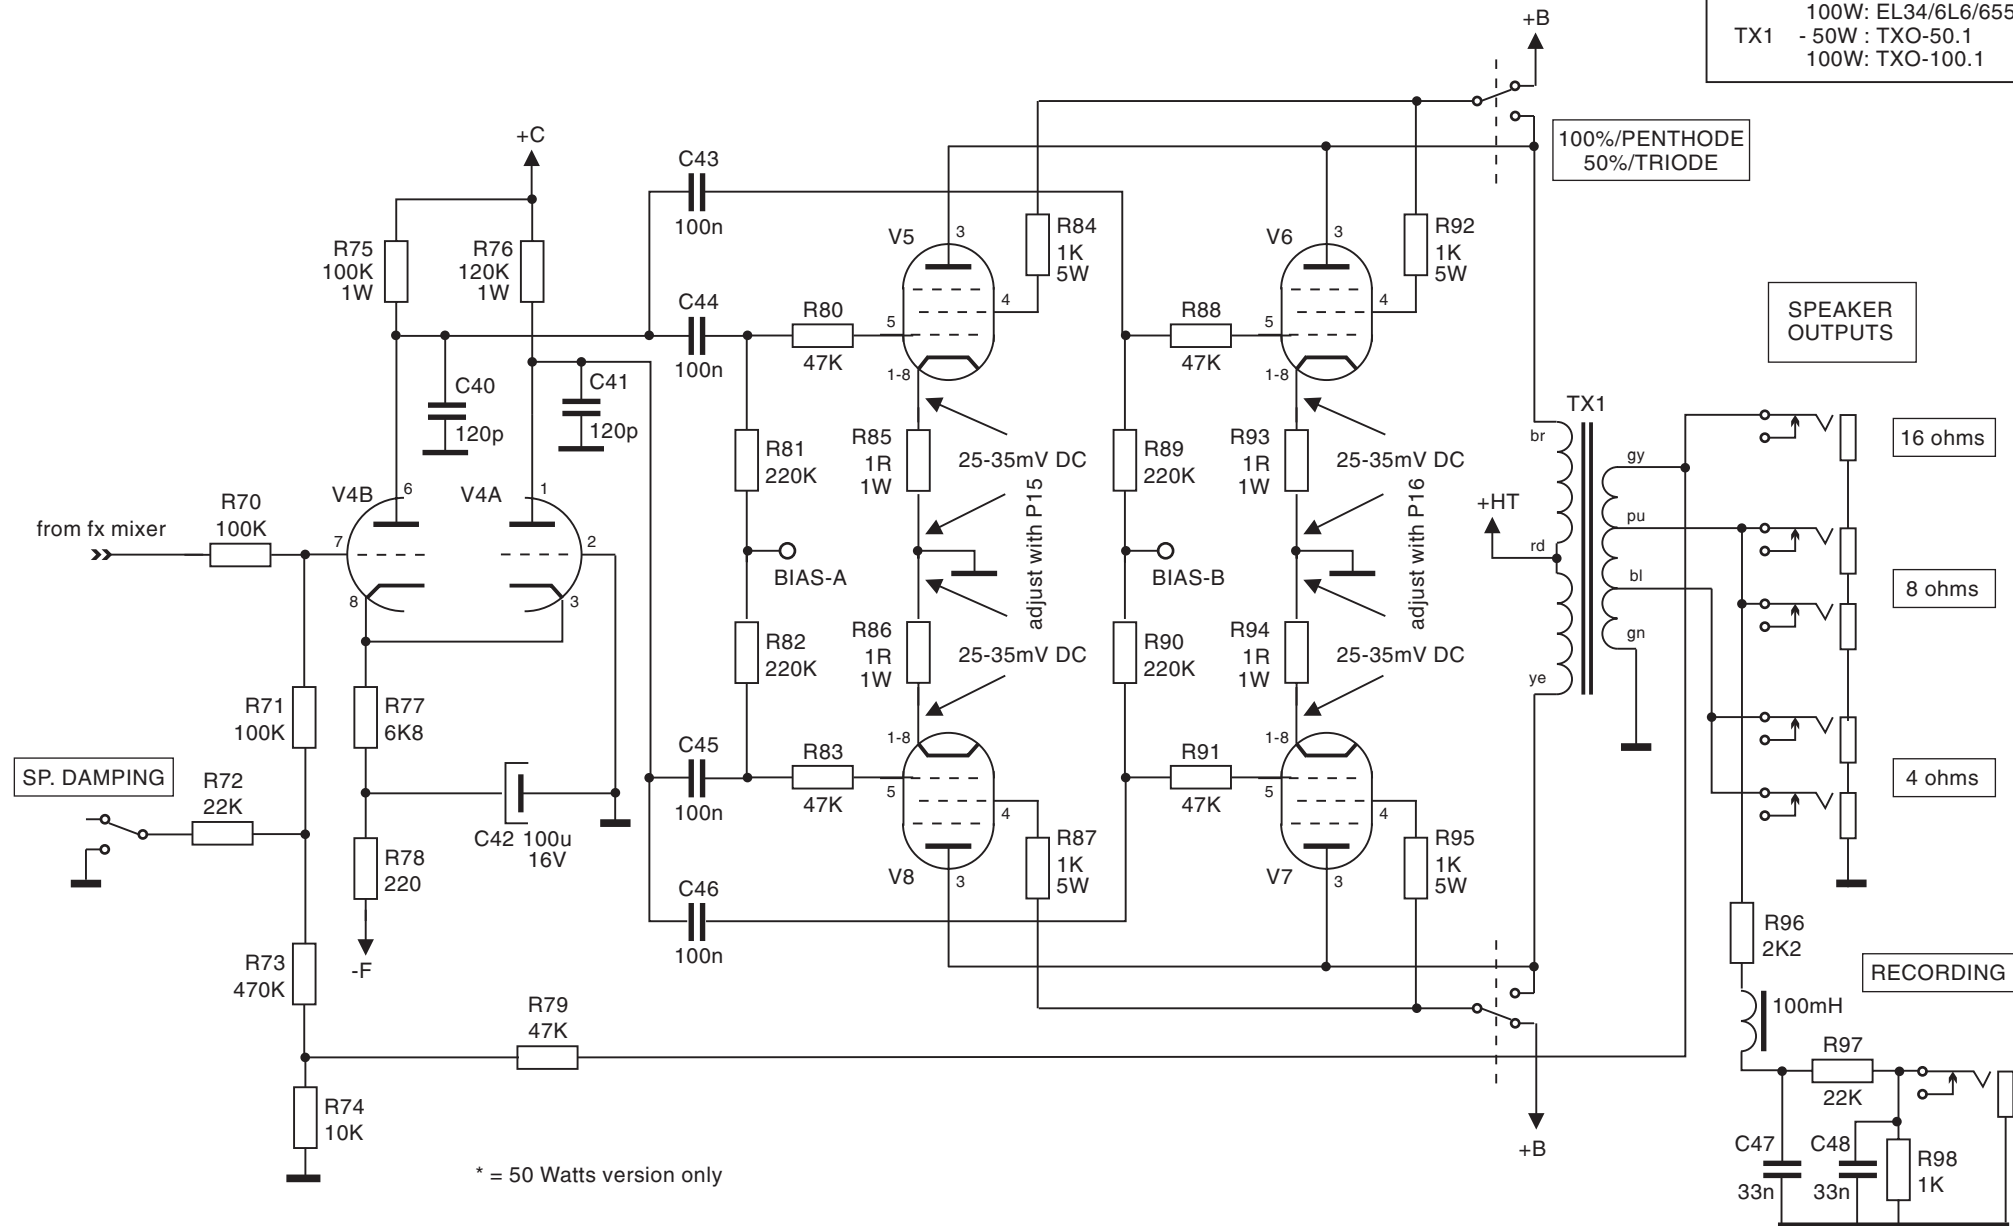 100W: EL34/6L6/655
TX1 - 50W : TXO-50.1
100W: TXO-100.1
+B
100%/PENTHODE
50%/TRIODE
+C
C43
100n
R75
100K
1W
R76
120K
1W
C44
100n
C40
120p
C41
120p
R80
47K
V5
3
4
5
1-8
R84
1K
5W
R88
47K
V6
3
4
5
1-8
R92
1K
5W
SPEAKER
OUTPUTS
16 ohms
8 ohms
4 ohms
TX1
br
rd
ye
gy
pu
bl
gn
+HT
from fx mixer
R70
100K
V4B
6
7
8
V4A
1
2
3
R81
220K
R85
1R
1W
25-35mV DC
adjust with P15
BIAS-A
R82
220K
R86
1R
1W
25-35mV DC
R89
220K
R93
1R
1W
25-35mV DC
adjust with P16
BIAS-B
R90
220K
R94
1R
1W
25-35mV DC
R71
100K
R77
6K8
SP. DAMPING
R72
22K
C42 100u
16V
R78
220
-F
C45
100n
C46
100n
R83
47K
1-8
5
4
V8
3
R87
1K
5W
R91
47K
1-8
5
4
V7
3
R95
1K
5W
R73
470K
R79
47K
R74
10K
+B
R96
2K2
RECORDING
100mH
R97
22K
C47
33n
C48
33n
R98
1K
* = 50 Watts version only